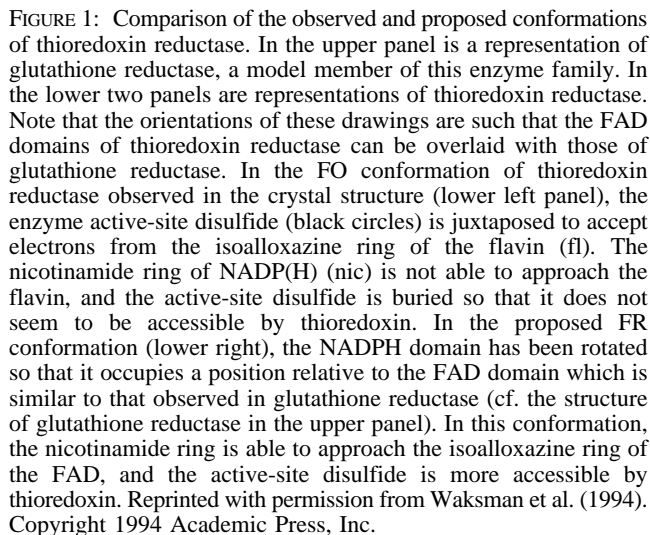 FIGURE 1: Comparison of the observed and proposed conformations
of thioredoxin reductase. In the upper panel is a representation of
glutathione reductase, a model member of this enzyme family. In
the lower two panels are representations of thioredoxin reductase.
Note that the orientations of these drawings are such that the FAD
domains of thioredoxin reductase can be overlaid with those of
glutathione reductase. In the FO conformation of thioredoxin
reductase observed in the crystal structure (lower left panel), the
enzyme active-site disulfide (black circles) is juxtaposed to accept
electrons from the isoalloxazine ring of the flavin (fl). The
nicotinamide ring of NADP(H) (nic) is not able to approach the
flavin, and the active-site disulfide is buried so that it does not
seem to be accessible by thioredoxin. In the proposed FR
conformation (lower right), the NADPH domain has been rotated
so that it occupies a position relative to the FAD domain which is
similar to that observed in glutathione reductase (cf. the structure
of glutathione reductase in the upper panel). In this conformation,
the nicotinamide ring is able to approach the isoalloxazine ring of
the FAD, and the active-site disulfide is more accessible by
thioredoxin. Reprinted with permission from Waksman et al. (1994).
Copyright 1994 Academic Press, Inc.